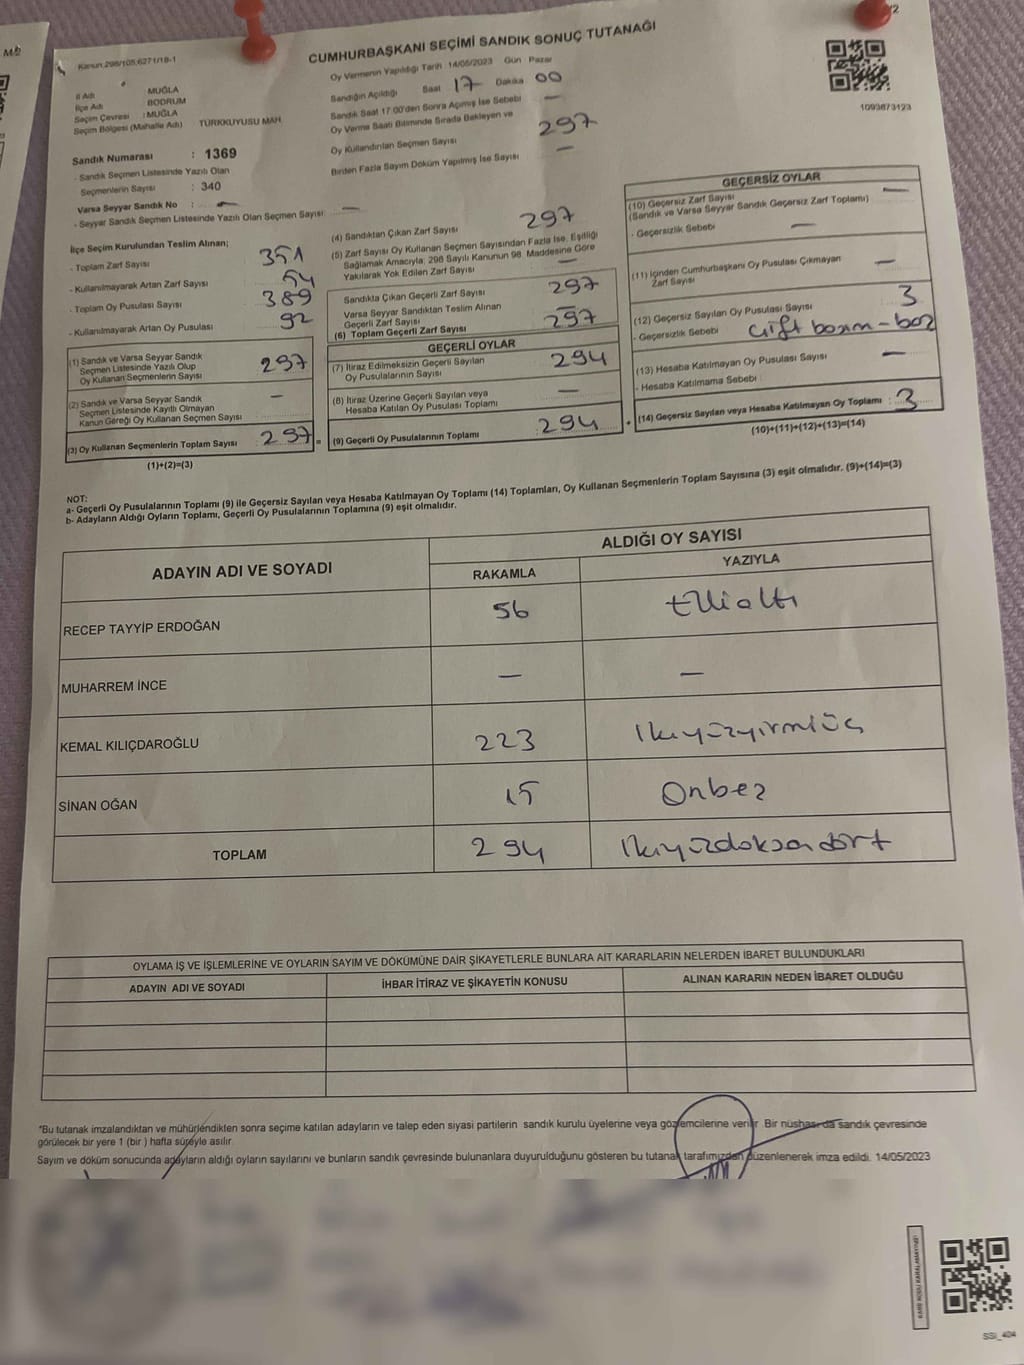 CUMHURBAŞKANI SEÇİMİ SANDIK SONUÇ TUTANAĞI
Kanun:298/105;6271/18-1
İl Adı : MUĞLA
İlçe Adı BODRUM
Seçim Çevresi : MUĞLA
Seçim Bölgesi (Mahalle Adı) TÜRKKUYUSU MAH.
Sandık Numarası : 1369
- Sandık Seçmen Listesinde Yazılı Olan
Seçmenlerin Sayısı : 340
Varsa Seyyar Sandık No : —
- Seyyar Sandık Seçmen Listesinde Yazılı Olan Seçmen Sayısı: —
Oy Vermenin Yapıldığı Tarih 14/05/2023 Gün Pazar
Sandığın Açıldığı Saat 17 Dakika 00
Sandık Saat 17:00'den Sonra Açılmış İse Sebebi —
Oy Verme Saati Bitiminde Sırada Bekleyen ve
Oy Kullandırılan Seçmen Sayısı 297
Birden Fazla Sayım Döküm Yapılmış İse Sayısı —
1093673123
İlçe Seçim Kurulundan Teslim Alınan;
- Toplam Zarf Sayısı 351
- Kullanılmayarak Artan Zarf Sayısı 54
- Toplam Oy Pusulası Sayısı 389
- Kullanılmayarak Artan Oy Pusulası 92
(1) Sandık ve Varsa Seyyar Sandık
Seçmen Listesinde Yazılı Olup
Oy Kullanan Seçmenlerin Sayısı 297
(2) Sandık ve Varsa Seyyar Sandık
Seçmen Listesinde Kayıtlı Olmayan
Kanun Gereği Oy Kullanan Seçmen Sayısı —
(3) Oy Kullanan Seçmenlerin Toplam Sayısı 297 =
(1)+(2)=(3)
(4) Sandıktan Çıkan Zarf Sayısı 297
(5) Zarf Sayısı Oy Kullanan Seçmen Sayısından Fazla İse, Eşitliği
Sağlamak Amacıyla; 298 Sayılı Kanunun 98. Maddesine Göre
Yakılarak Yok Edilen Zarf Sayısı —
Sandıkta Çıkan Geçerli Zarf Sayısı 297
Varsa Seyyar Sandıktan Teslim Alınan
Geçerli Zarf Sayısı
(6) Toplam Geçerli Zarf Sayısı 297
GEÇERLİ OYLAR
(7) İtiraz Edilmeksizin Geçerli Sayılan
Oy Pusulalarının Sayısı 294
(8) İtiraz Üzerine Geçerli Sayılan veya
Hesaba Katılan Oy Pusulası Toplamı —
(9) Geçerli Oy Pusulalarının Toplamı 294 +
GEÇERSİZ OYLAR
(10) Geçersiz Zarf Sayısı —
(Sandık ve Varsa Seyyar Sandık Geçersiz Zarf Toplamı)
- Geçersizlik Sebebi —
(11) İçinden Cumhurbaşkanı Oy Pusulası Çıkmayan
Zarf Sayısı —
(12) Geçersiz Sayılan Oy Pusulası Sayısı 3
- Geçersizlik Sebebi çift basım - boş
(13) Hesaba Katılmayan Oy Pusulası Sayısı —
- Hesaba Katılmama Sebebi :
(14) Geçersiz Sayılan veya Hesaba Katılmayan Oy Toplamı : 3
(10)+(11)+(12)+(13)=(14)
NOT:
a- Geçerli Oy Pusulalarının Toplamı (9) ile Geçersiz Sayılan veya Hesaba Katılmayan Oy Toplamı (14) Toplamları, Oy Kullanan Seçmenlerin Toplam Sayısına (3) eşit olmalıdır. (9)+(14)=(3)
b- Adayların Aldığı Oyların Toplamı, Geçerli Oy Pusulalarının Toplamına (9) eşit olmalıdır.
ADAYIN ADI VE SOYADI ALDIĞI OY SAYISI
RAKAMLA YAZIYLA
RECEP TAYYİP ERDOĞAN 56 Ellialtı
MUHARREM İNCE — —
KEMAL KILIÇDAROĞLU 223 İkiyüzyirmiüç
SİNAN OĞAN 15 Onbeş
TOPLAM 294 İkiyüzdoksandört
OYLAMA İŞ VE İŞLEMLERİNE VE OYLARIN SAYIM VE DÖKÜMÜNE DAİR ŞİKAYETLERLE BUNLARA AİT KARARLARIN NELERDEN İBARET BULUNDUKLARI
ADAYIN ADI VE SOYADI İHBAR İTİRAZ VE ŞİKAYETİN KONUSU ALINAN KARARIN NEDEN İBARET OLDUĞU
*Bu tutanak imzalandıktan ve mühürlendikten sonra seçime katılan adayların ve talep eden siyasi partilerin sandık kurulu üyelerine veya gözlemcilerine verilir. Bir nüshası da sandık çevresinde
görülecek bir yere 1 (bir ) hafta süreyle asılır.
Sayım ve döküm sonucunda adayların aldığı oyların sayılarını ve bunların sandık çevresinde bulunanlara duyurulduğunu gösteren bu tutanak tarafımızdan düzenlenerek imza edildi. 14/05/2023
SSİ_404